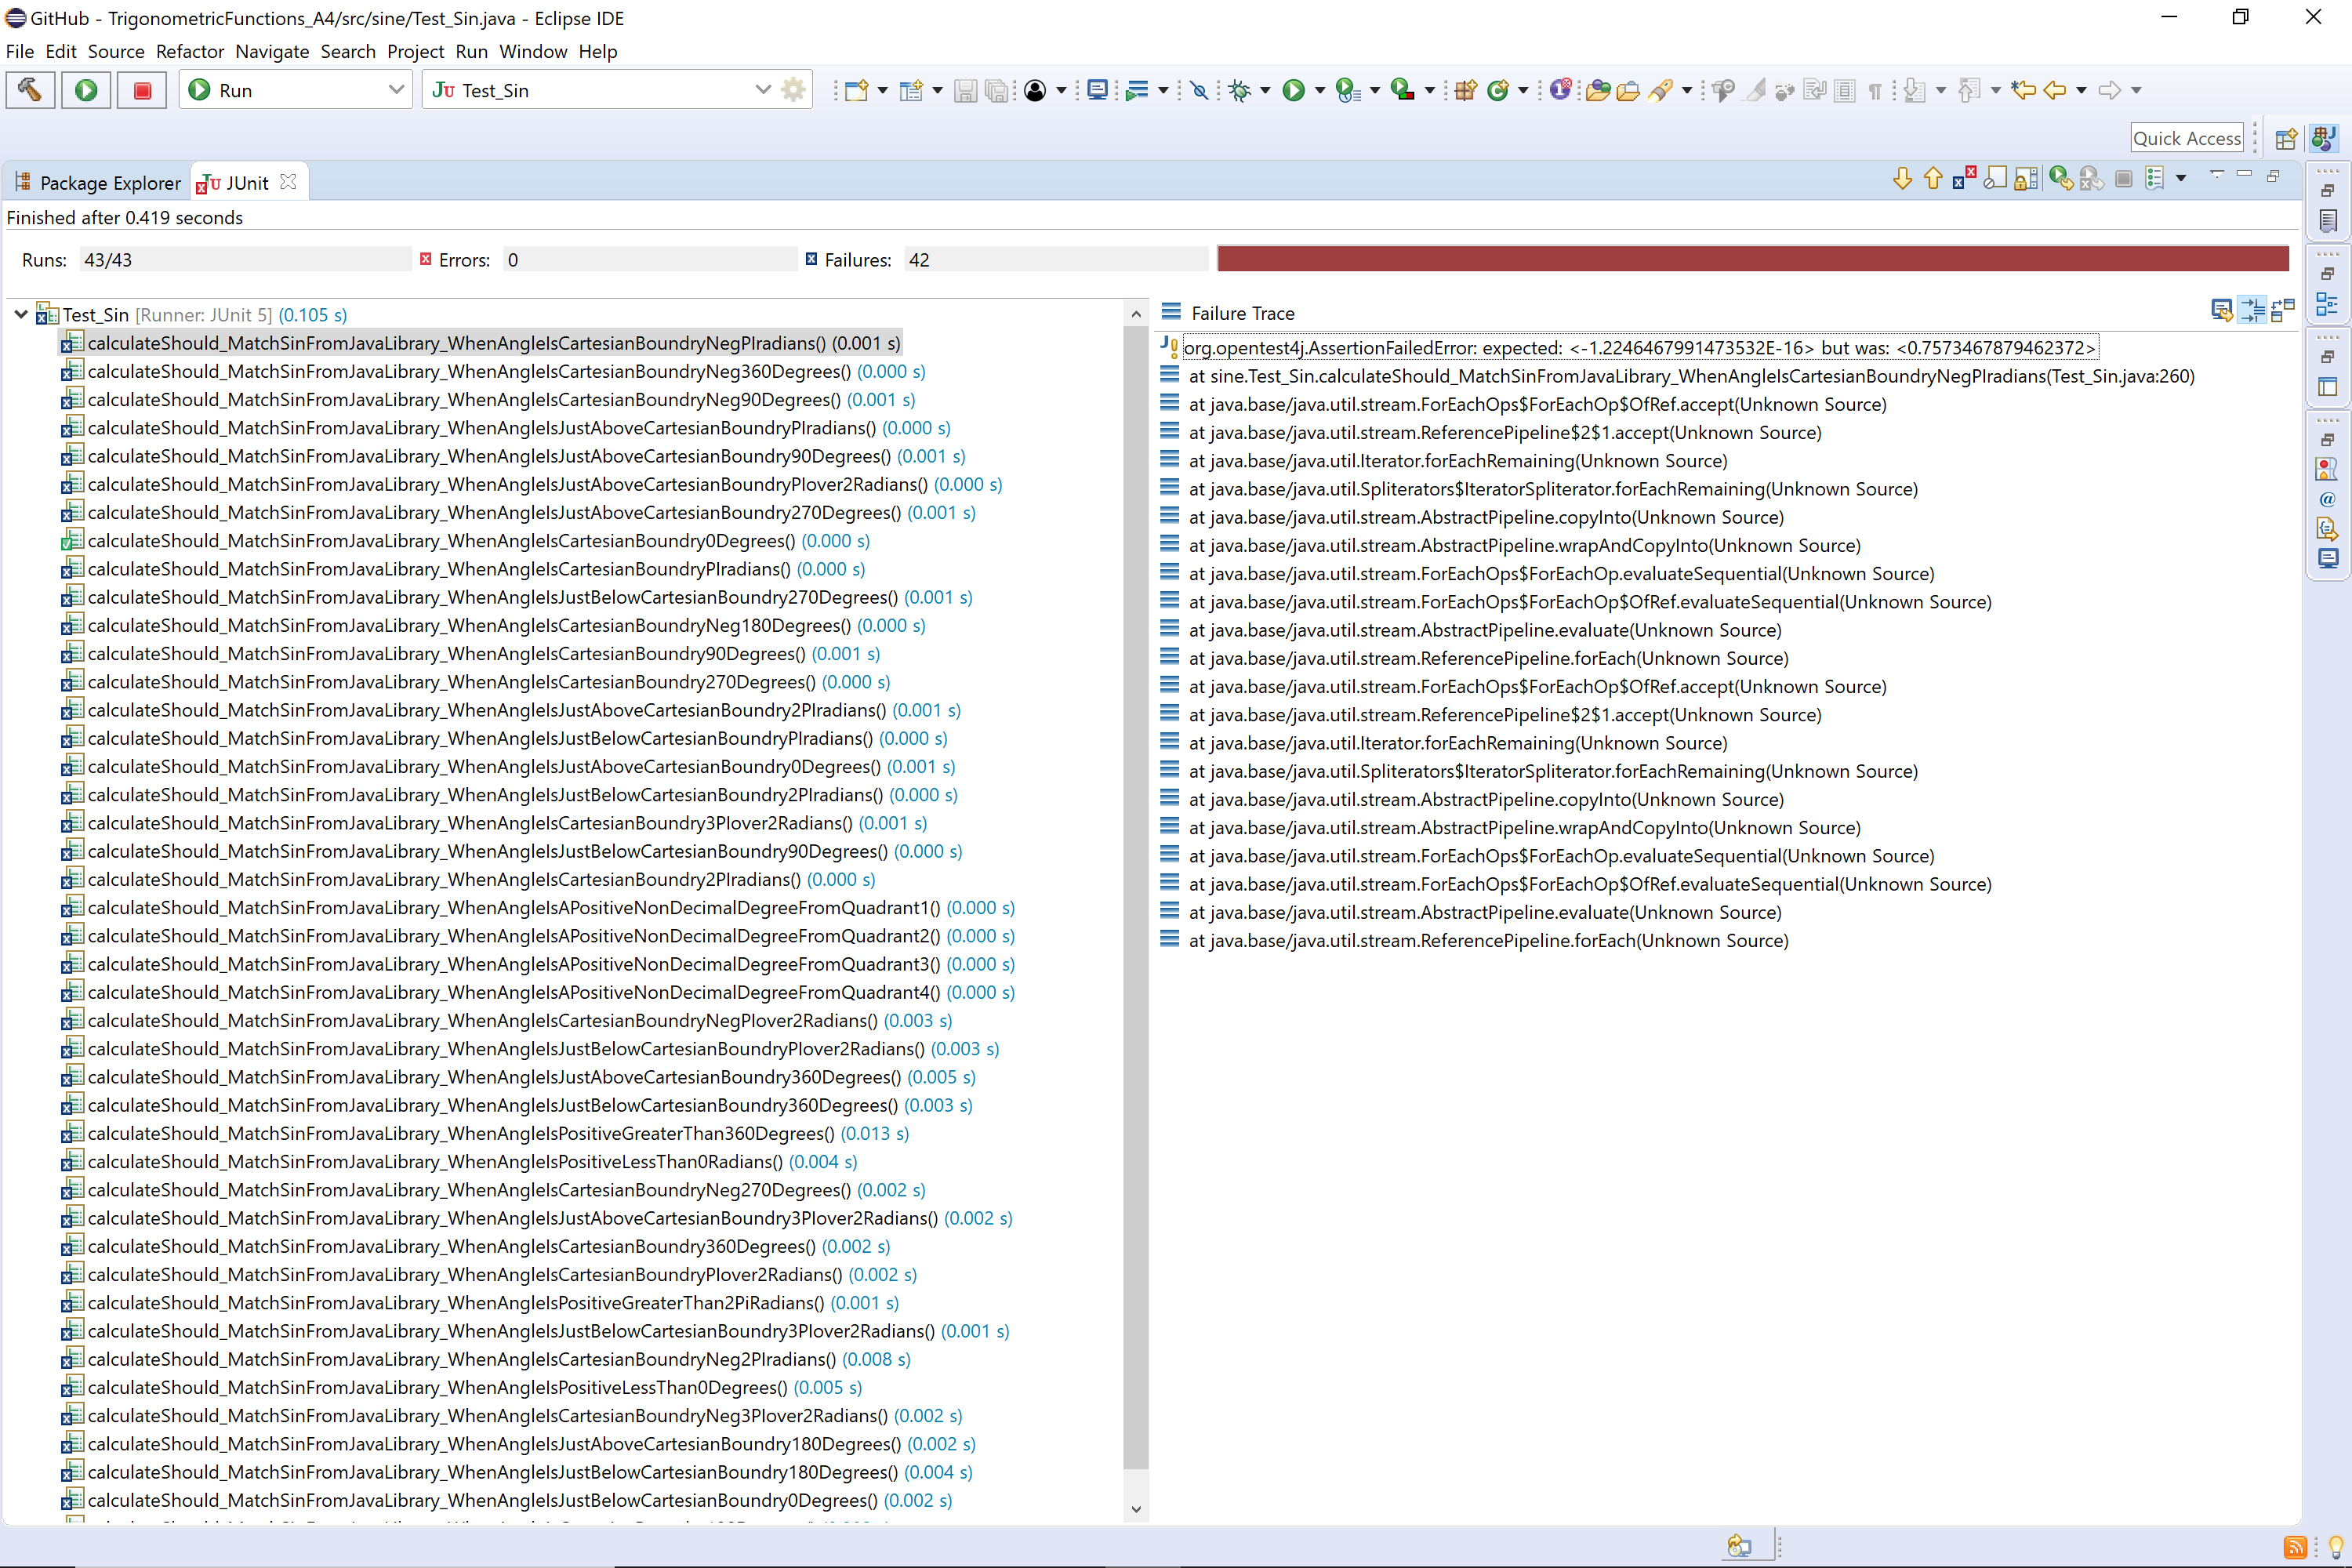 GitHub - TrigonometricFunctions_A4/src/sine/Test_Sin.java - Eclipse IDE
File Edit Source Refactor Navigate Search Project Run Window Help
Run
Ju Test_Sin
Quick Access
Package Explorer
JUnit
Finished after 0.419 seconds
Runs: 43/43
Errors: 0
Failures: 42
Test_Sin [Runner: JUnit 5] (0.105 s)
calculateShould_MatchSinFromJavaLibrary_WhenAngleIsCartesianBoundryNegPIradians() (0.001 s)
calculateShould_MatchSinFromJavaLibrary_WhenAngleIsCartesianBoundryNeg360Degrees() (0.000 s)
calculateShould_MatchSinFromJavaLibrary_WhenAngleIsCartesianBoundryNeg90Degrees() (0.001 s)
calculateShould_MatchSinFromJavaLibrary_WhenAngleIsJustAboveCartesianBoundryPIradians() (0.000 s)
calculateShould_MatchSinFromJavaLibrary_WhenAngleIsJustAboveCartesianBoundry90Degrees() (0.001 s)
calculateShould_MatchSinFromJavaLibrary_WhenAngleIsJustAboveCartesianBoundryPIover2Radians() (0.000 s)
calculateShould_MatchSinFromJavaLibrary_WhenAngleIsJustAboveCartesianBoundry270Degrees() (0.001 s)
calculateShould_MatchSinFromJavaLibrary_WhenAngleIsCartesianBoundry0Degrees() (0.000 s)
calculateShould_MatchSinFromJavaLibrary_WhenAngleIsCartesianBoundryPIradians() (0.000 s)
calculateShould_MatchSinFromJavaLibrary_WhenAngleIsJustBelowCartesianBoundry270Degrees() (0.001 s)
calculateShould_MatchSinFromJavaLibrary_WhenAngleIsCartesianBoundryNeg180Degrees() (0.000 s)
calculateShould_MatchSinFromJavaLibrary_WhenAngleIsCartesianBoundry90Degrees() (0.001 s)
calculateShould_MatchSinFromJavaLibrary_WhenAngleIsCartesianBoundry270Degrees() (0.000 s)
calculateShould_MatchSinFromJavaLibrary_WhenAngleIsJustAboveCartesianBoundry2PIradians() (0.001 s)
calculateShould_MatchSinFromJavaLibrary_WhenAngleIsJustBelowCartesianBoundryPIradians() (0.000 s)
calculateShould_MatchSinFromJavaLibrary_WhenAngleIsJustAboveCartesianBoundry0Degrees() (0.001 s)
calculateShould_MatchSinFromJavaLibrary_WhenAngleIsJustBelowCartesianBoundry2PIradians() (0.000 s)
calculateShould_MatchSinFromJavaLibrary_WhenAngleIsCartesianBoundry3PIover2Radians() (0.001 s)
calculateShould_MatchSinFromJavaLibrary_WhenAngleIsJustBelowCartesianBoundry90Degrees() (0.000 s)
calculateShould_MatchSinFromJavaLibrary_WhenAngleIsCartesianBoundry2PIradians() (0.000 s)
calculateShould_MatchSinFromJavaLibrary_WhenAngleIsAPositiveNonDecimalDegreeFromQuadrant1() (0.000 s)
calculateShould_MatchSinFromJavaLibrary_WhenAngleIsAPositiveNonDecimalDegreeFromQuadrant2() (0.000 s)
calculateShould_MatchSinFromJavaLibrary_WhenAngleIsAPositiveNonDecimalDegreeFromQuadrant3() (0.000 s)
calculateShould_MatchSinFromJavaLibrary_WhenAngleIsAPositiveNonDecimalDegreeFromQuadrant4() (0.000 s)
calculateShould_MatchSinFromJavaLibrary_WhenAngleIsCartesianBoundryNegPIover2Radians() (0.003 s)
calculateShould_MatchSinFromJavaLibrary_WhenAngleIsJustBelowCartesianBoundryPIover2Radians() (0.003 s)
calculateShould_MatchSinFromJavaLibrary_WhenAngleIsJustAboveCartesianBoundry360Degrees() (0.005 s)
calculateShould_MatchSinFromJavaLibrary_WhenAngleIsJustBelowCartesianBoundry360Degrees() (0.003 s)
calculateShould_MatchSinFromJavaLibrary_WhenAngleIsPositiveGreaterThan360Degrees() (0.013 s)
calculateShould_MatchSinFromJavaLibrary_WhenAngleIsPositiveLessThan0Radians() (0.004 s)
calculateShould_MatchSinFromJavaLibrary_WhenAngleIsCartesianBoundryNeg270Degrees() (0.002 s)
calculateShould_MatchSinFromJavaLibrary_WhenAngleIsJustAboveCartesianBoundry3PIover2Radians() (0.002 s)
calculateShould_MatchSinFromJavaLibrary_WhenAngleIsCartesianBoundry360Degrees() (0.002 s)
calculateShould_MatchSinFromJavaLibrary_WhenAngleIsCartesianBoundryPIover2Radians() (0.002 s)
calculateShould_MatchSinFromJavaLibrary_WhenAngleIsPositiveGreaterThan2PiRadians() (0.001 s)
calculateShould_MatchSinFromJavaLibrary_WhenAngleIsJustBelowCartesianBoundry3PIover2Radians() (0.001 s)
calculateShould_MatchSinFromJavaLibrary_WhenAngleIsCartesianBoundryNeg2PIradians() (0.008 s)
calculateShould_MatchSinFromJavaLibrary_WhenAngleIsPositiveLessThan0Degrees() (0.005 s)
calculateShould_MatchSinFromJavaLibrary_WhenAngleIsCartesianBoundryNeg3PIover2Radians() (0.002 s)
calculateShould_MatchSinFromJavaLibrary_WhenAngleIsJustAboveCartesianBoundry180Degrees() (0.002 s)
calculateShould_MatchSinFromJavaLibrary_WhenAngleIsJustBelowCartesianBoundry180Degrees() (0.004 s)
calculateShould_MatchSinFromJavaLibrary_WhenAngleIsJustBelowCartesianBoundry0Degrees() (0.002 s)
Failure Trace
org.opentest4j.AssertionFailedError: expected: <-1.2246467991473532E-16> but was: <0.7573467879462372>
at sine.Test_Sin.calculateShould_MatchSinFromJavaLibrary_WhenAngleIsCartesianBoundryNegPIradians(Test_Sin.java:260)
at java.base/java.util.stream.ForEachOps$ForEachOp$OfRef.accept(Unknown Source)
at java.base/java.util.stream.ReferencePipeline$2$1.accept(Unknown Source)
at java.base/java.util.Iterator.forEachRemaining(Unknown Source)
at java.base/java.util.Spliterators$IteratorSpliterator.forEachRemaining(Unknown Source)
at java.base/java.util.stream.AbstractPipeline.copyInto(Unknown Source)
at java.base/java.util.stream.AbstractPipeline.wrapAndCopyInto(Unknown Source)
at java.base/java.util.stream.ForEachOps$ForEachOp.evaluateSequential(Unknown Source)
at java.base/java.util.stream.ForEachOps$ForEachOp$OfRef.evaluateSequential(Unknown Source)
at java.base/java.util.stream.AbstractPipeline.evaluate(Unknown Source)
at java.base/java.util.stream.ReferencePipeline.forEach(Unknown Source)
at java.base/java.util.stream.ForEachOps$ForEachOp$OfRef.accept(Unknown Source)
at java.base/java.util.stream.ReferencePipeline$2$1.accept(Unknown Source)
at java.base/java.util.Iterator.forEachRemaining(Unknown Source)
at java.base/java.util.Spliterators$IteratorSpliterator.forEachRemaining(Unknown Source)
at java.base/java.util.stream.AbstractPipeline.copyInto(Unknown Source)
at java.base/java.util.stream.AbstractPipeline.wrapAndCopyInto(Unknown Source)
at java.base/java.util.stream.ForEachOps$ForEachOp.evaluateSequential(Unknown Source)
at java.base/java.util.stream.ForEachOps$ForEachOp$OfRef.evaluateSequential(Unknown Source)
at java.base/java.util.stream.AbstractPipeline.evaluate(Unknown Source)
at java.base/java.util.stream.ReferencePipeline.forEach(Unknown Source)